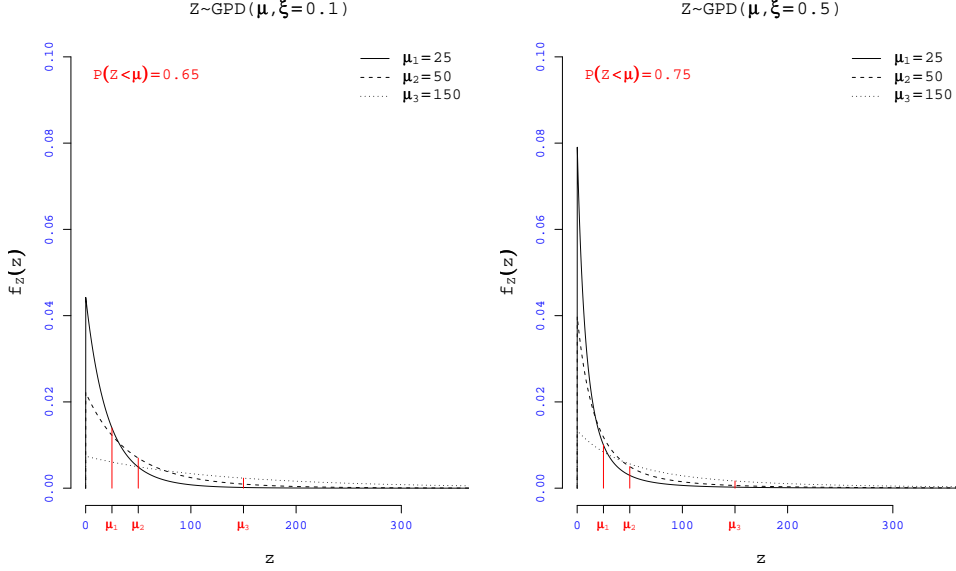 Z~GPD(μ,ξ=0.1)
P(Z<μ)=0.65
μ₁=25
μ₂=50
μ₃=150
f_Z(z)
0.10
0.08
0.06
0.04
0.02
0.00
0 μ₁ μ₂ 100 μ₃ 200 300
z
Z~GPD(μ,ξ=0.5)
P(Z<μ)=0.75
μ₁=25
μ₂=50
μ₃=150
f_Z(z)
0.10
0.08
0.06
0.04
0.02
0.00
0 μ₁ μ₂ 100 μ₃ 200 300
z